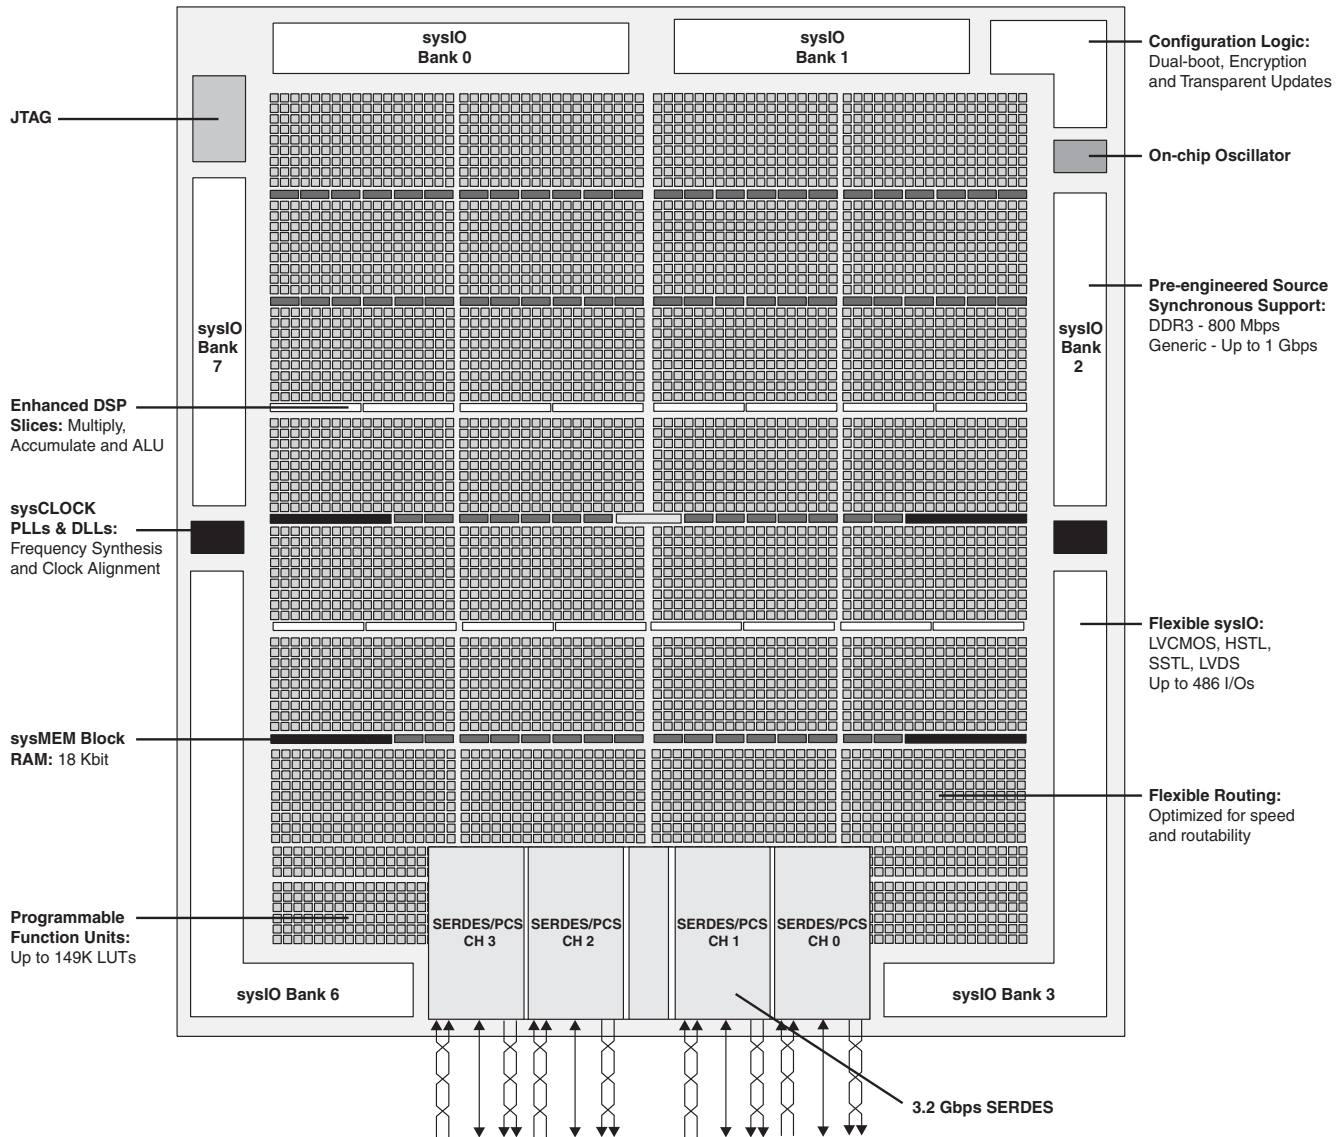 sysIO
Bank 0
sysIO
Bank 1
Configuration Logic:
Dual-boot, Encryption
and Transparent Updates
JTAG
On-chip Oscillator
Pre-engineered Source
Synchronous Support:
DDR3 - 800 Mbps
Generic - Up to 1 Gbps
sysIO
Bank
7
sysIO
Bank
2
Enhanced DSP
Slices: Multiply,
Accumulate and ALU
sysCLOCK
PLLs & DLLs:
Frequency Synthesis
and Clock Alignment
Flexible sysIO:
LVCMOS, HSTL,
SSTL, LVDS
Up to 486 I/Os
sysMEM Block
RAM: 18 Kbit
Flexible Routing:
Optimized for speed
and routability
Programmable
Function Units:
Up to 149K LUTs
SERDES/PCS
CH 3
SERDES/PCS
CH 2
SERDES/PCS
CH 1
SERDES/PCS
CH 0
sysIO Bank 6
sysIO Bank 3
3.2 Gbps SERDES